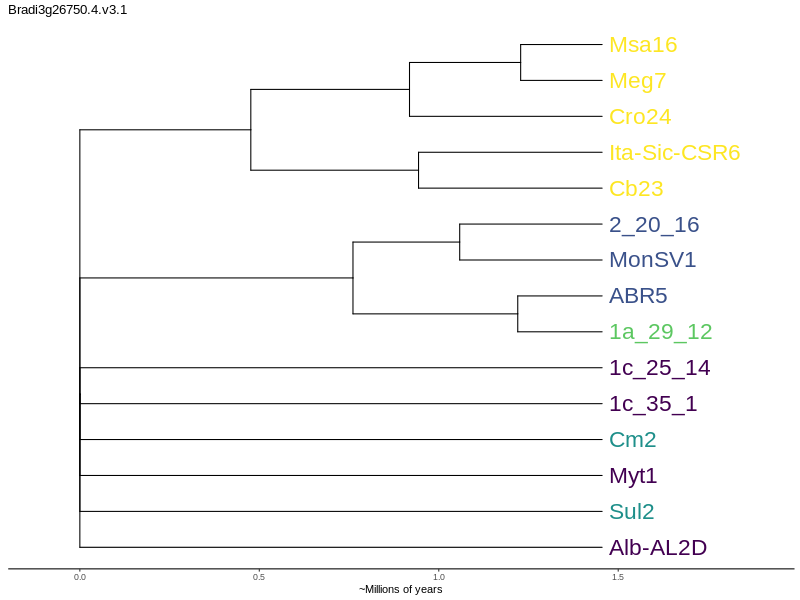 Bradi3g26750.4.v3.1
Msa16
Meg7
Cro24
Ita-Sic-CSR6
Cb23
2_20_16
MonSV1
ABR5
1a_29_12
1c_25_14
1c_35_1
Cm2
Myt1
Sul2
Alb-AL2D
0.0 0.5 1.0 1.5
~Millions of years